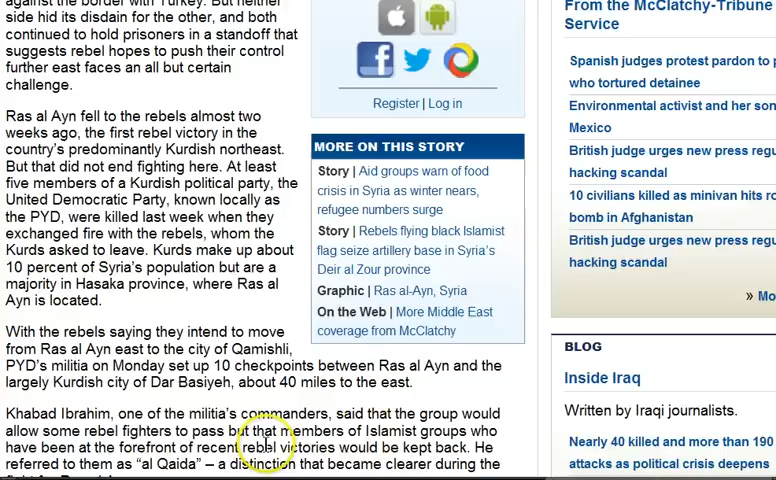 against the border with Turkey. But neither
side hid its disdain for the other, and both
continued to hold prisoners in a standoff that
suggests rebel hopes to push their control
further east faces an all but certain
challenge.
Ras al Ayn fell to the rebels almost two
weeks ago, the first rebel victory in the
country's predominantly Kurdish northeast.
But that did not end fighting here. At least
five members of a Kurdish political party, the
United Democratic Party, known locally as
the PYD, were killed last week when they
exchanged fire with the rebels, whom the
Kurds asked to leave. Kurds make up about
10 percent of Syria's population but are a
majority in Hasaka province, where Ras al
Ayn is located.
With the rebels saying they intend to move
from Ras al Ayn east to the city of Qamishli,
PYD's militia on Monday set up 10 checkpoints between Ras al Ayn and the
largely Kurdish city of Dar Basiyeh, about 40 miles to the east.
Khabad Ibrahim, one of the militia's commanders, said that the group would
allow some rebel fighters to pass but that members of Islamist groups who
have been at the forefront of recent rebel victories would be kept back. He
referred to them as “al Qaida” – a distinction that became clearer during the
Register | Log in
MORE ON THIS STORY
Story | Aid groups warn of food
crisis in Syria as winter nears,
refugee numbers surge
Story | Rebels flying black Islamist
flag seize artillery base in Syria's
Deir al Zour province
Graphic | Ras al-Ayn, Syria
On the Web | More Middle East
coverage from McClatchy
From the McClatchy-Tribune
Service
Spanish judges protest pardon to
who tortured detainee
Environmental activist and her son
Mexico
British judge urges new press
hacking scandal
10 civilians killed as minivan hits
bomb in Afghanistan
British judge urges new press
hacking scandal
»
BLOG
Inside Iraq
Written by Iraqi journalists.
Nearly 40 killed and more than 190
attacks as political crisis deepens